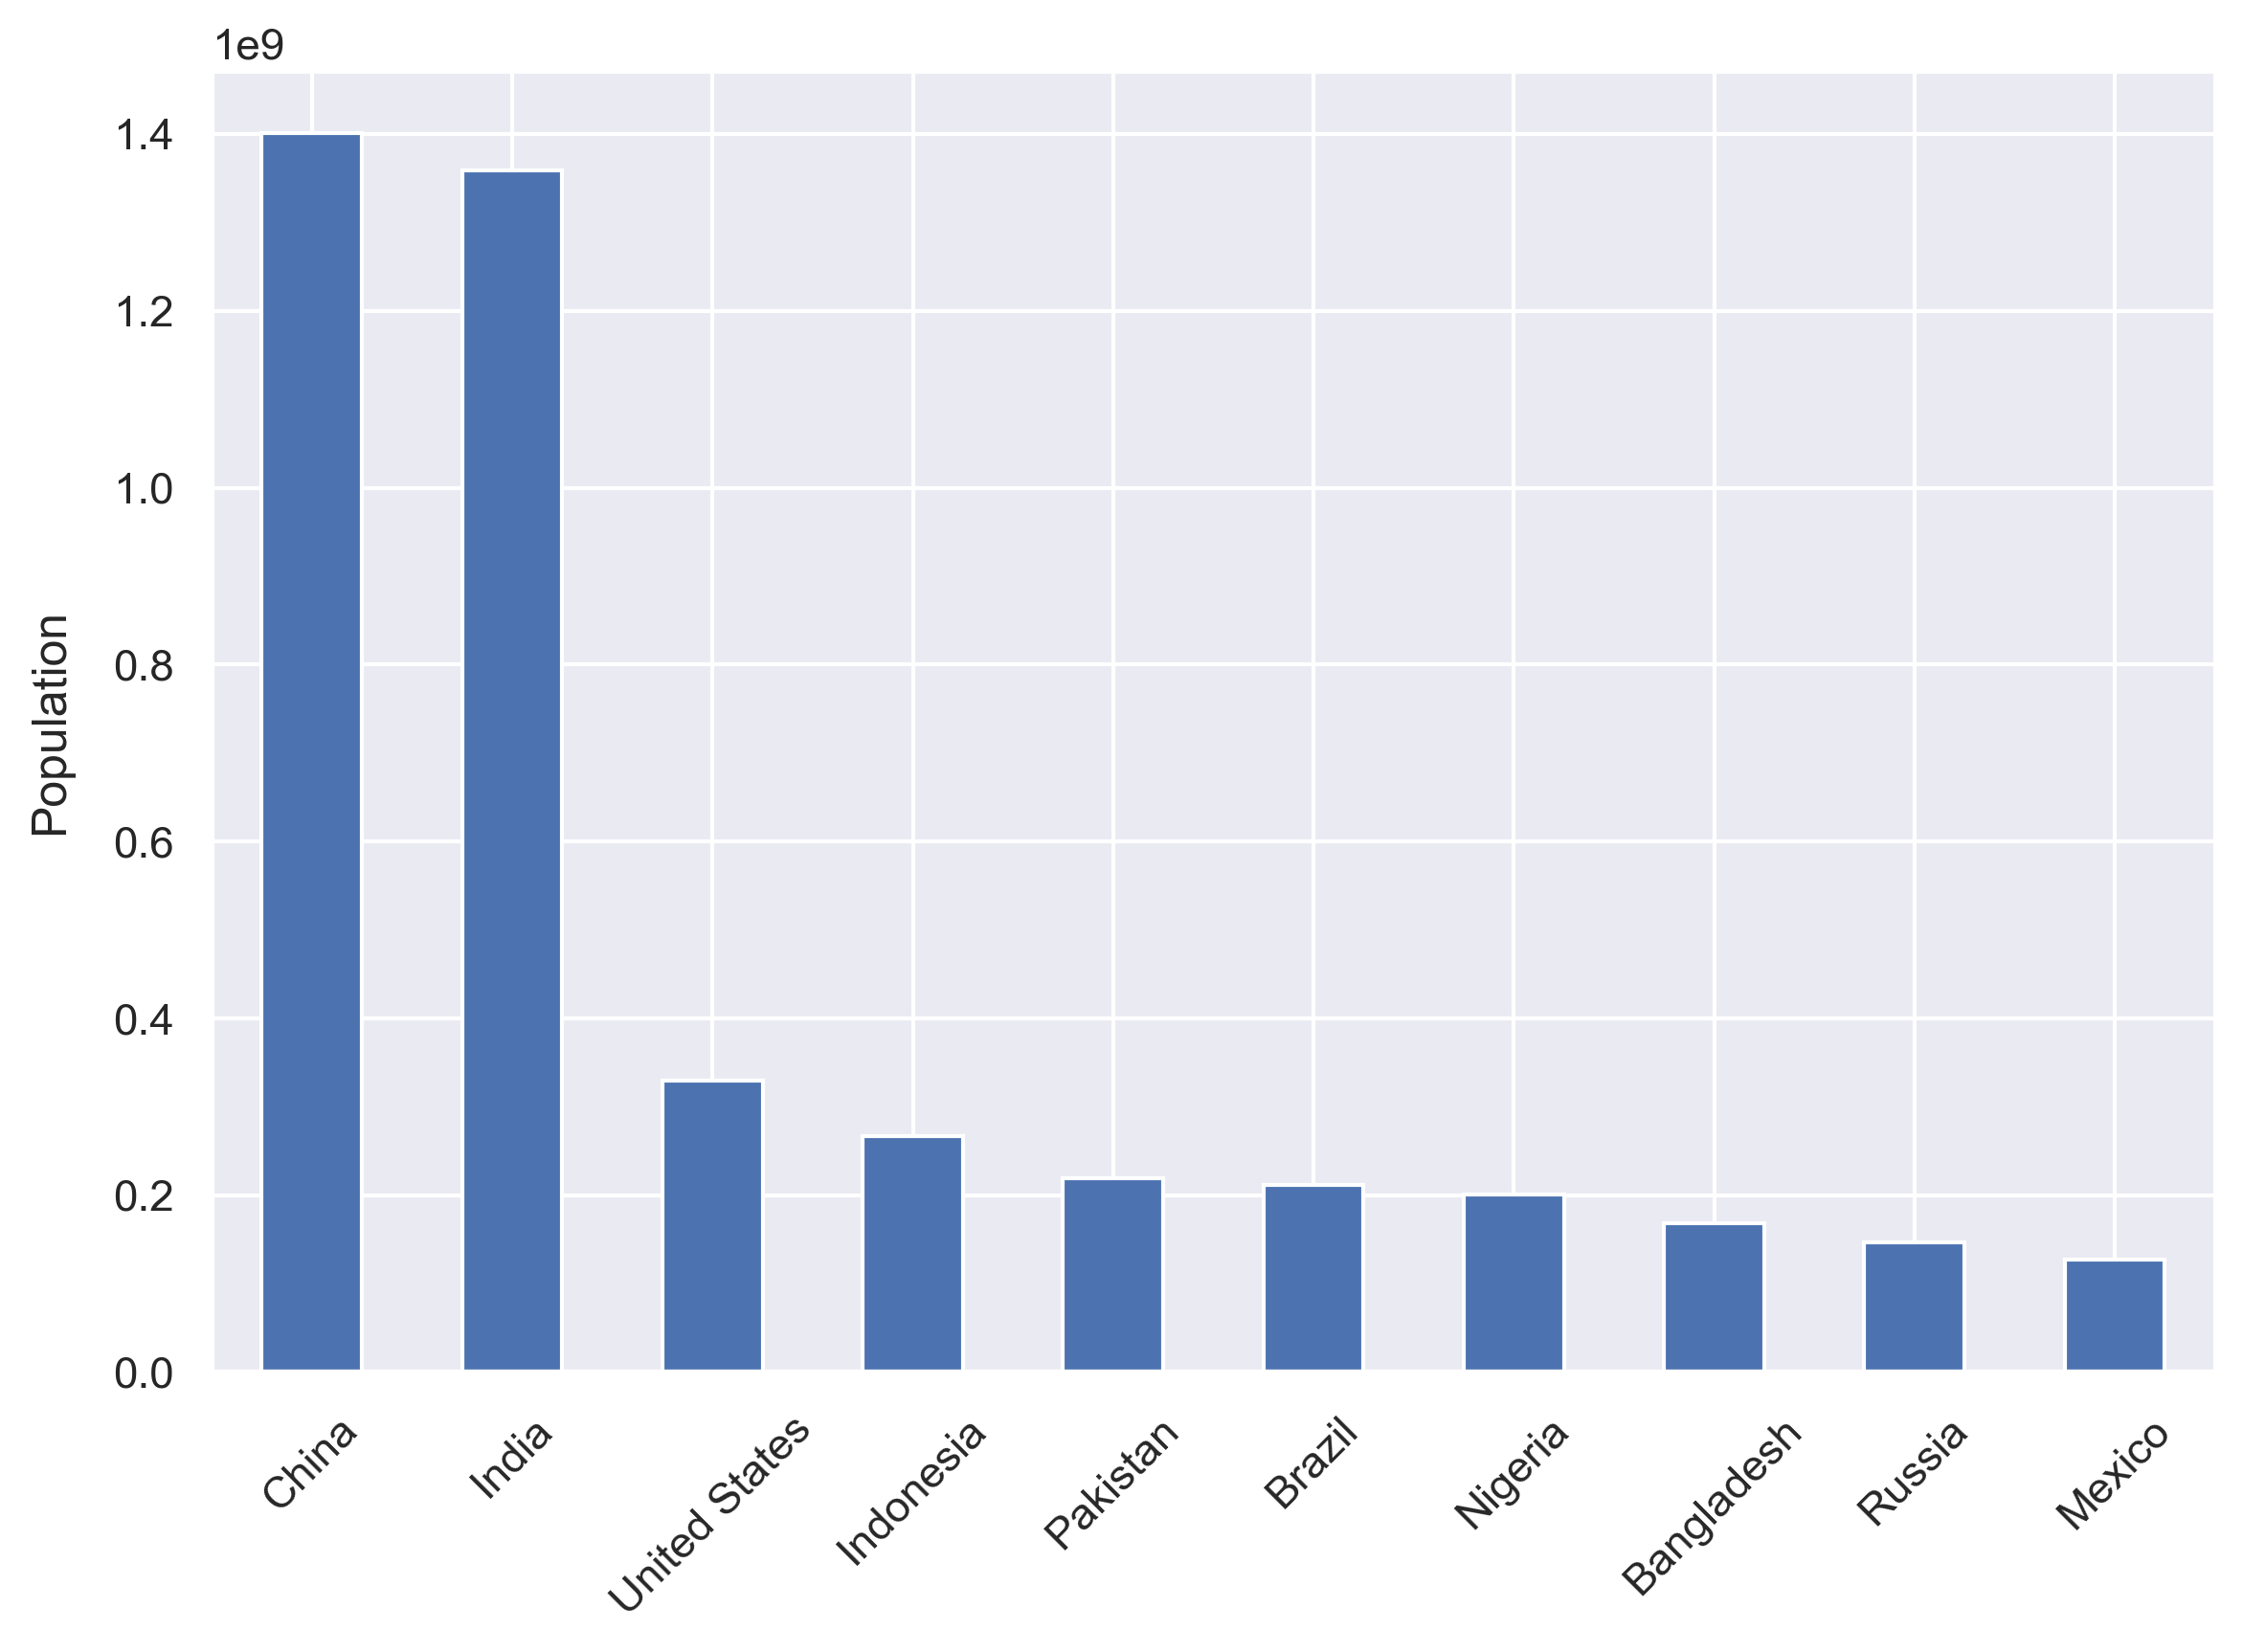 1e9
1.4
1.2
1.0
0.8
0.6
0.4
0.2
0.0
Population
China
India
United States
Indonesia
Pakistan
Brazil
Nigeria
Bangladesh
Russia
Mexico